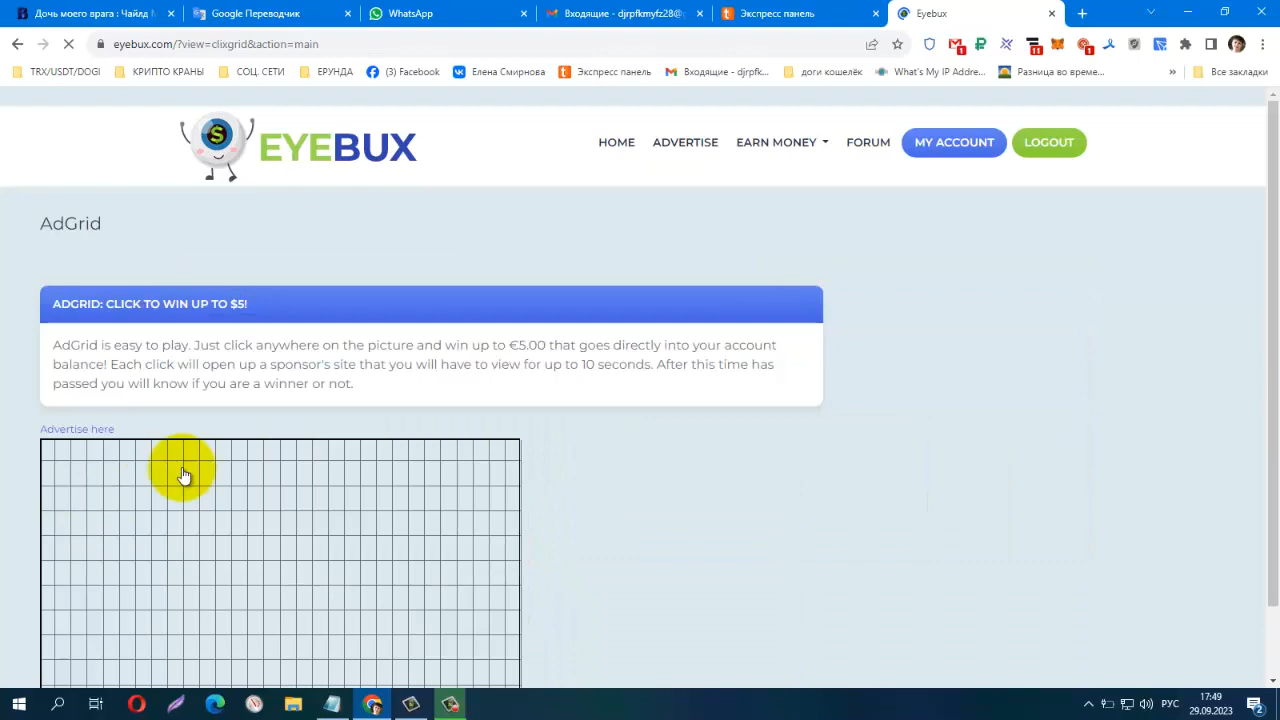 Дочь моего врага : Чайлд М
Google Переводчик
WhatsApp
Входящие - djrpkmyfz28@
Экспресс панель
Eyebux
eyebux.com/?view=clixgrid&action=main
1
11
1
TRX/USDT/DOGI
КРИПТО КРАНЫ
СОЦ. СЕТИ
ЕРУНДА
(3) Facebook
Елена Смирнова
Экспресс панель
Входящие - djrpfk...
доги кошелёк
What's My IP Addre...
Разница во време...
»
Все закладки
EYEBUX
HOME
ADVERTISE
EARN MONEY
FORUM
MY ACCOUNT
LOGOUT
AdGrid
ADGRID: CLICK TO WIN UP TO $5!
AdGrid is easy to play. Just click anywhere on the picture and win up to €5.00 that goes directly into your account
balance! Each click will open up a sponsor's site that you will have to view for up to 10 seconds. After this time has
passed you will know if you are a winner or not.
Advertise here
РУС
17:49
29.09.2023
2